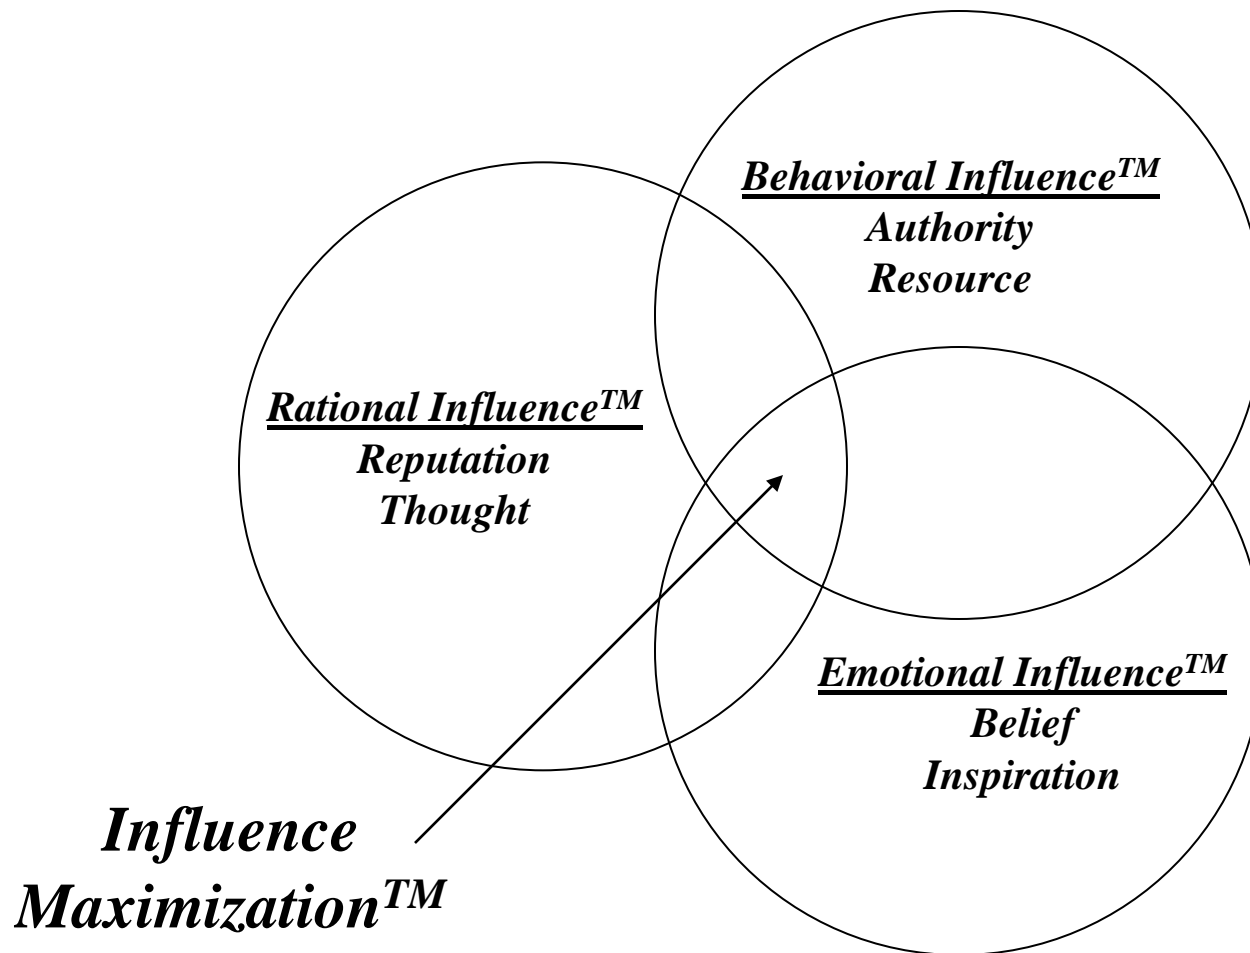 Behavioral Influence™
Authority
Resource
Rational Influence™
Reputation
Thought
Emotional Influence™
Belief
Inspiration
Influence
Maximization™